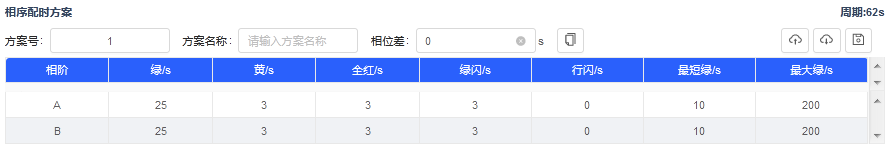 相序配时方案 周期:62s
方案号: 1 方案名称: 请输入方案名称 相位差: 0 s
相阶 绿/s 黄/s 全红/s 绿闪/s 行闪/s 最短绿/s 最大绿/s
A 25 3 3 3 0 10 200
B 25 3 3 3 0 10 200